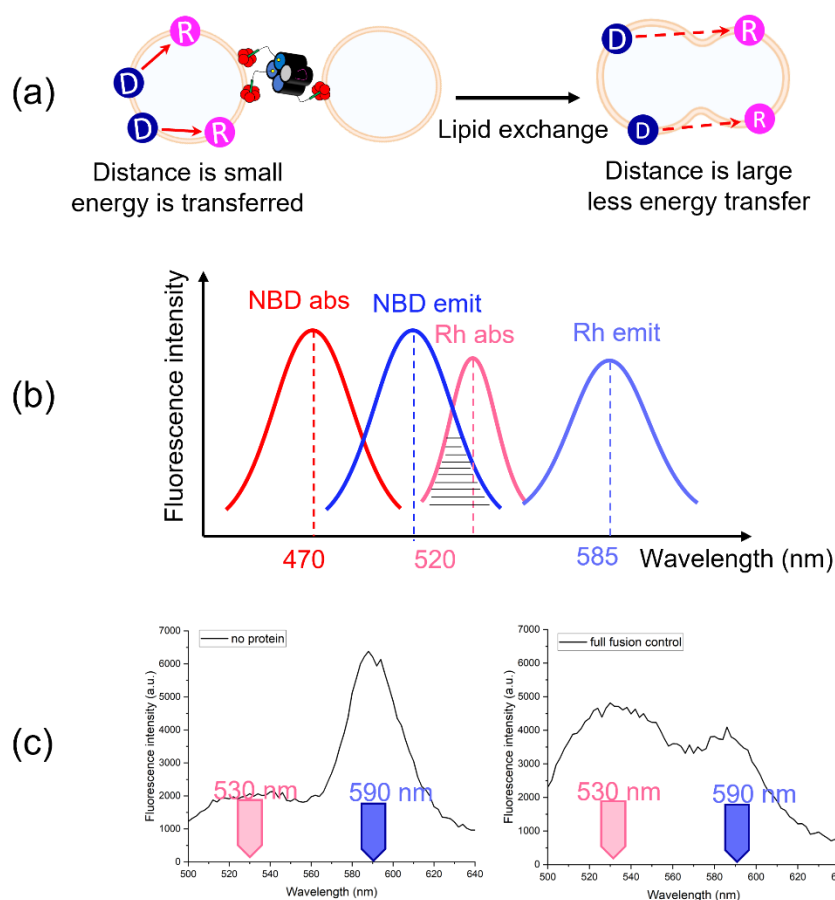 (a)
D
R
D
R
Lipid exchange
R
D
D
R
Distance is small
energy is transferred
Distance is large
less energy transfer
(b)
Fluorescence intensity
NBD abs
NBD emit
Rh abs
Rh emit
470
520
585
Wavelength (nm)
(c)
Fluorescence intensity (a.u.)
7000
6000
5000
4000
3000
2000
1000
0
no protein
530 nm
590 nm
500 520 540 560 580 600 620 640
Wavelength (nm)
Fluorescence intensity (a.u.)
7000
6000
5000
4000
3000
2000
1000
0
full fusion control
530 nm
590 nm
500 520 540 560 580 600 620 64
Wavelength (nm)